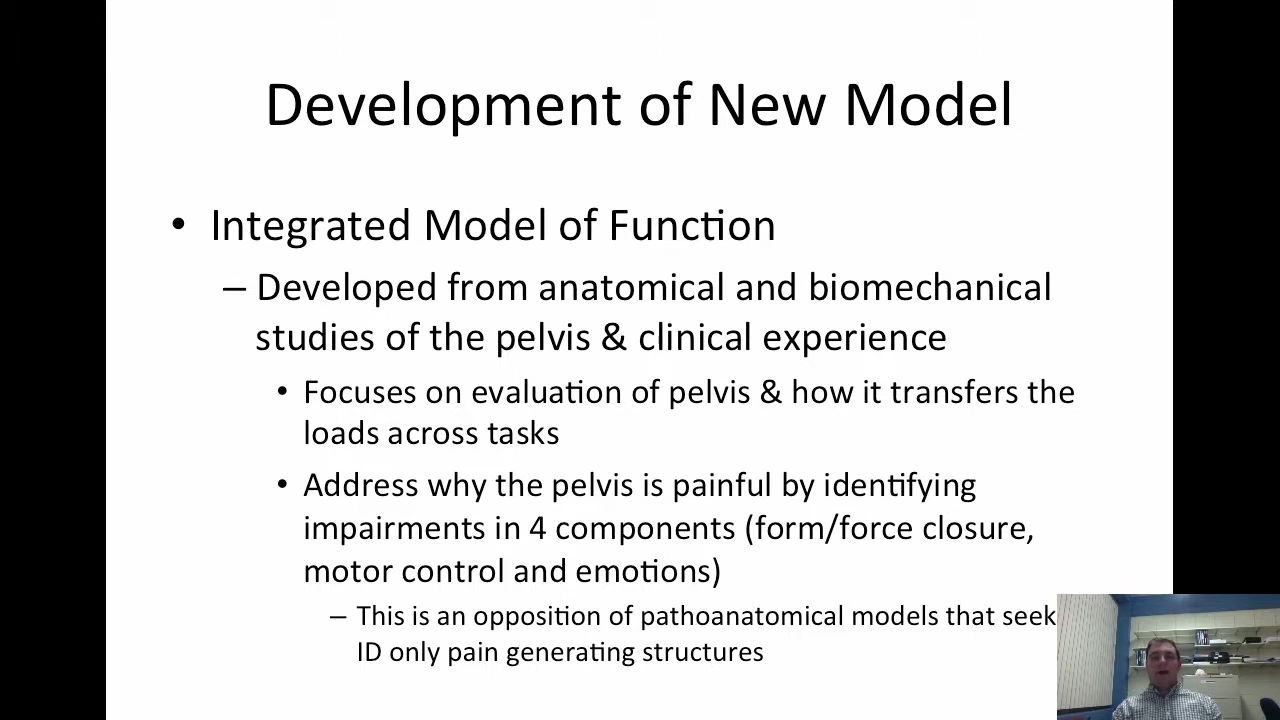 Development of New Model
• Integrated Model of Function
– Developed from anatomical and biomechanical
studies of the pelvis & clinical experience
• Focuses on evaluation of pelvis & how it transfers the
loads across tasks
• Address why the pelvis is painful by identifying
impairments in 4 components (form/force closure,
motor control and emotions)
– This is an opposition of pathoanatomical models that seek
ID only pain generating structures